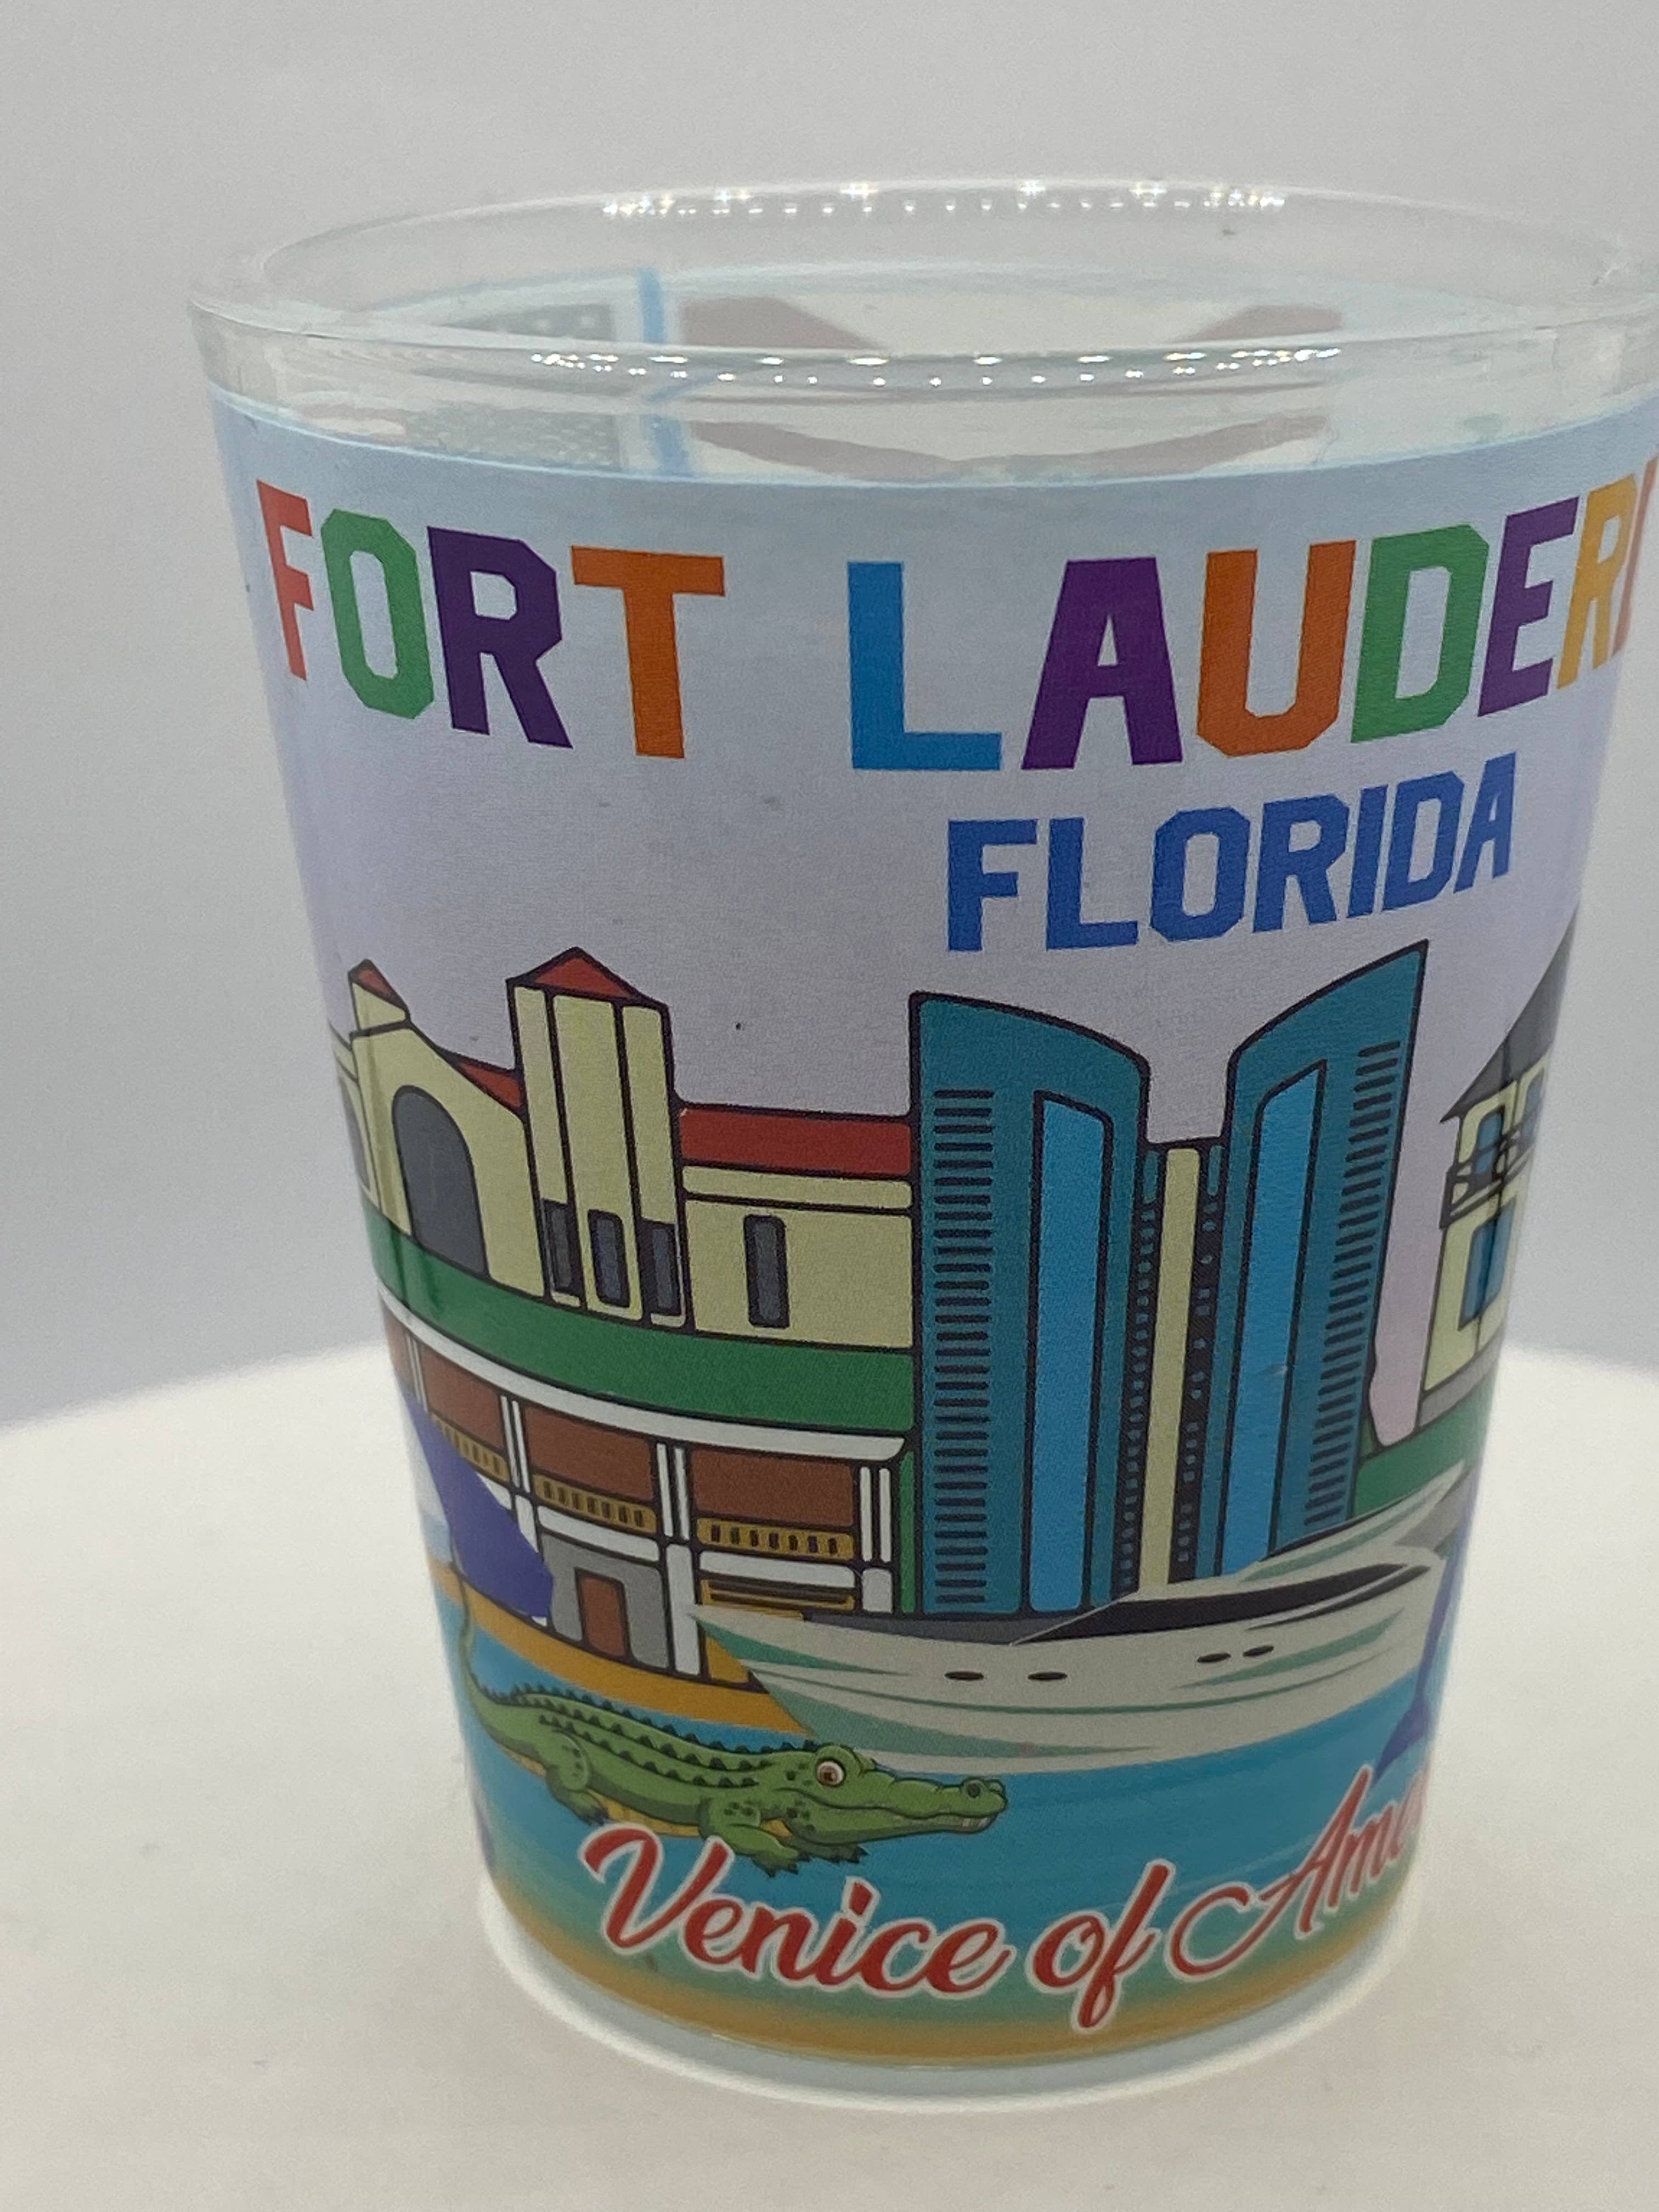 FORT LAUDER
FLORIDA
Venice of Ame